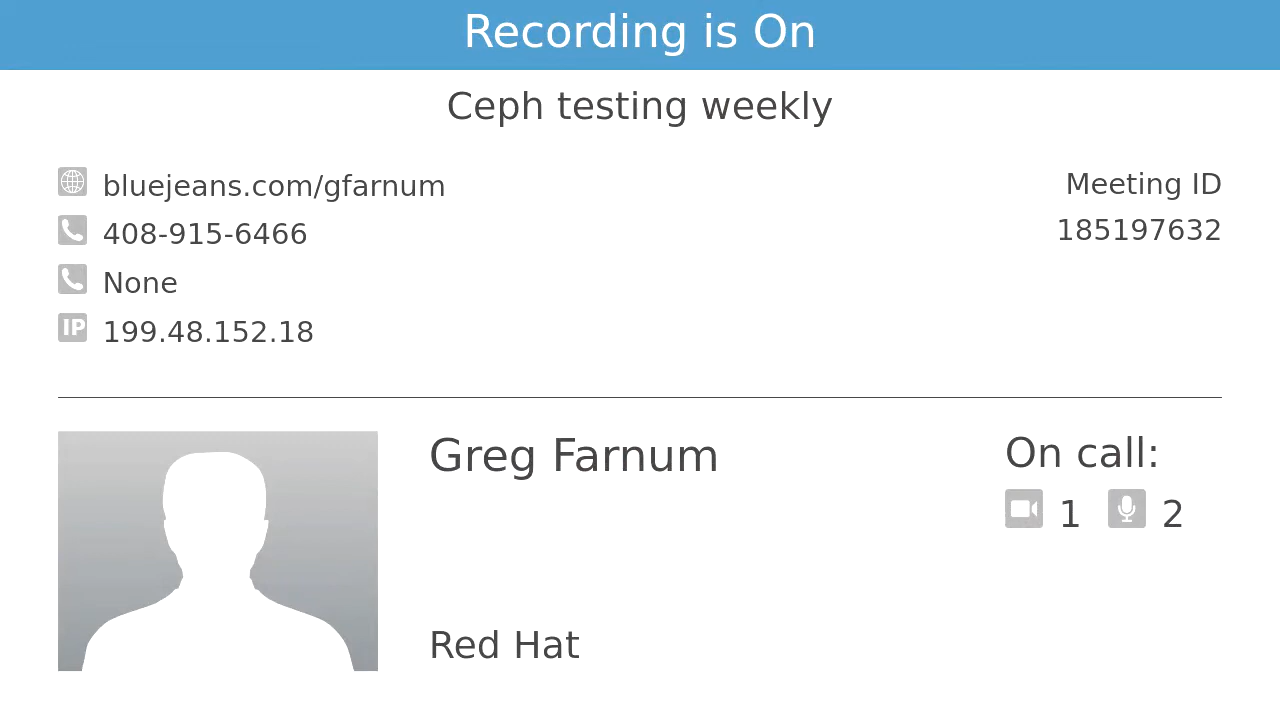 Recording is On
Ceph testing weekly
bluejeans.com/gfarnum
408-915-6466
None
IP 199.48.152.18
Meeting ID
185197632
Greg Farnum
Red Hat
On call:
1 2